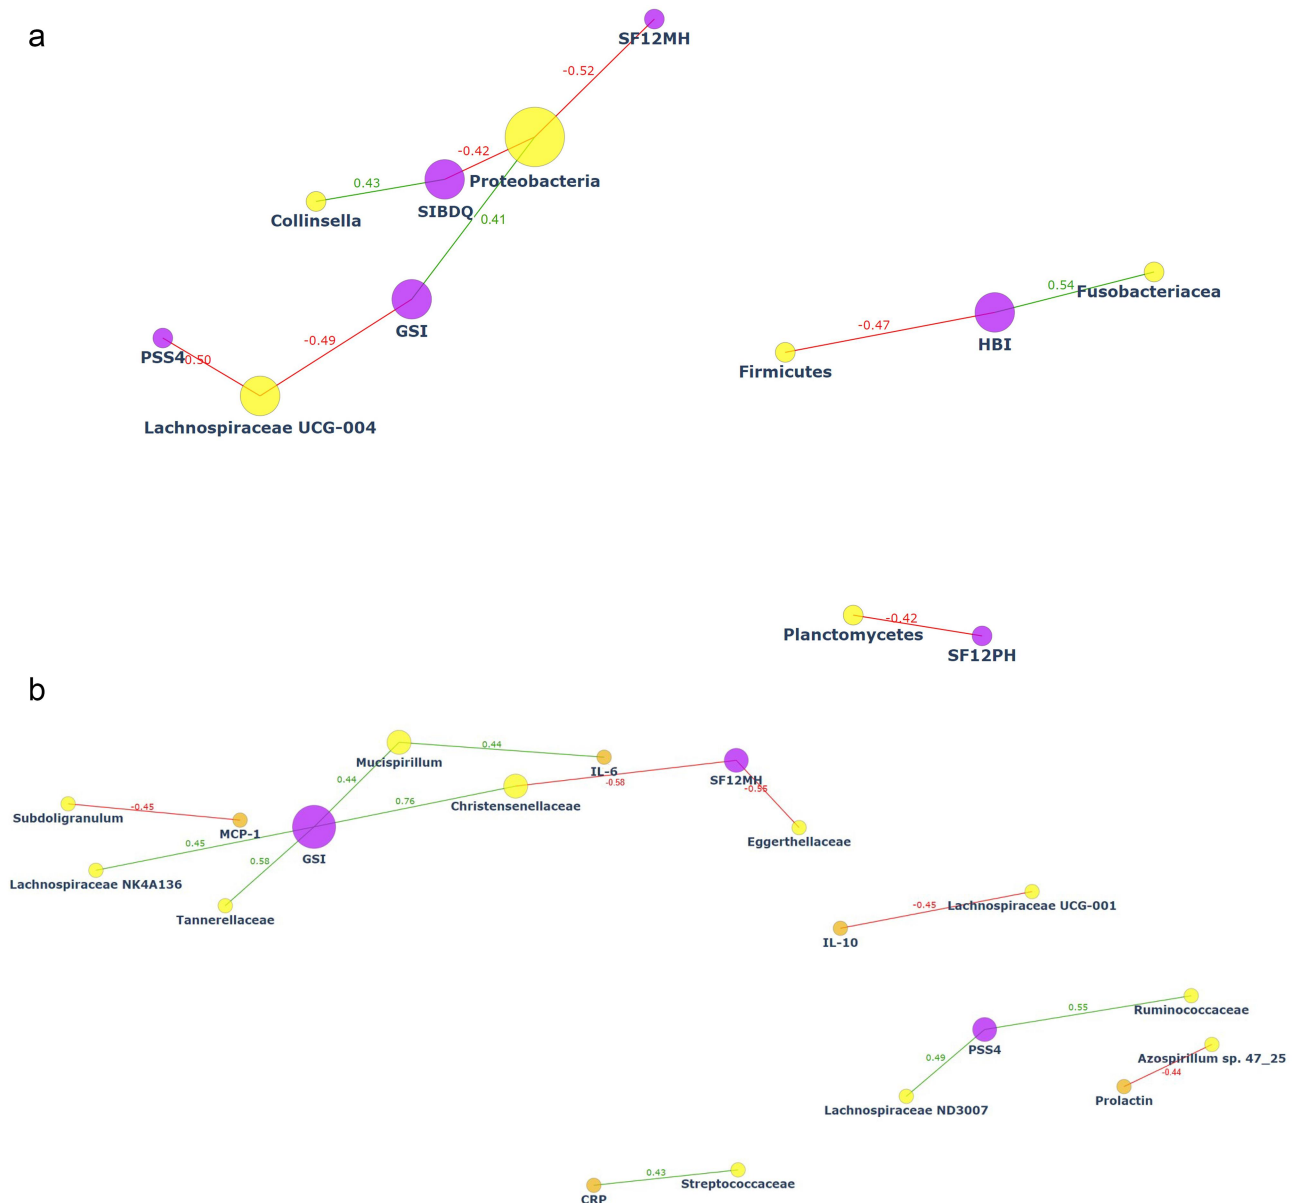 a
SF12MH
-0.52
-0.42
Proteobacteria
0.43
SIBDQ
Collinsella
0.41
0.54
Fusobacteriacea
-0.47
HBI
GSI
-0.49
PSS4
-0.50
Firmicutes
Lachnospiraceae UCG-004
-0.42
Planctomycetes
SF12PH
b
0.44
Mucispirillum
IL-6
0.44
-0.58
SF12MH
-0.55
0.76
Christensenellaceae
-0.45
Subdoligranulum
MCP-1
0.45
GSI
Eggerthellaceae
0.58
Lachnospiraceae NK4A136
Tannerellaceae
-0.45
Lachnospiraceae UCG-001
IL-10
0.55
Ruminococcaceae
PSS4
0.49
Azospirillum sp. 47_25
-0.44
Prolactin
Lachnospiraceae ND3007
0.43
Streptococcaceae
CRP